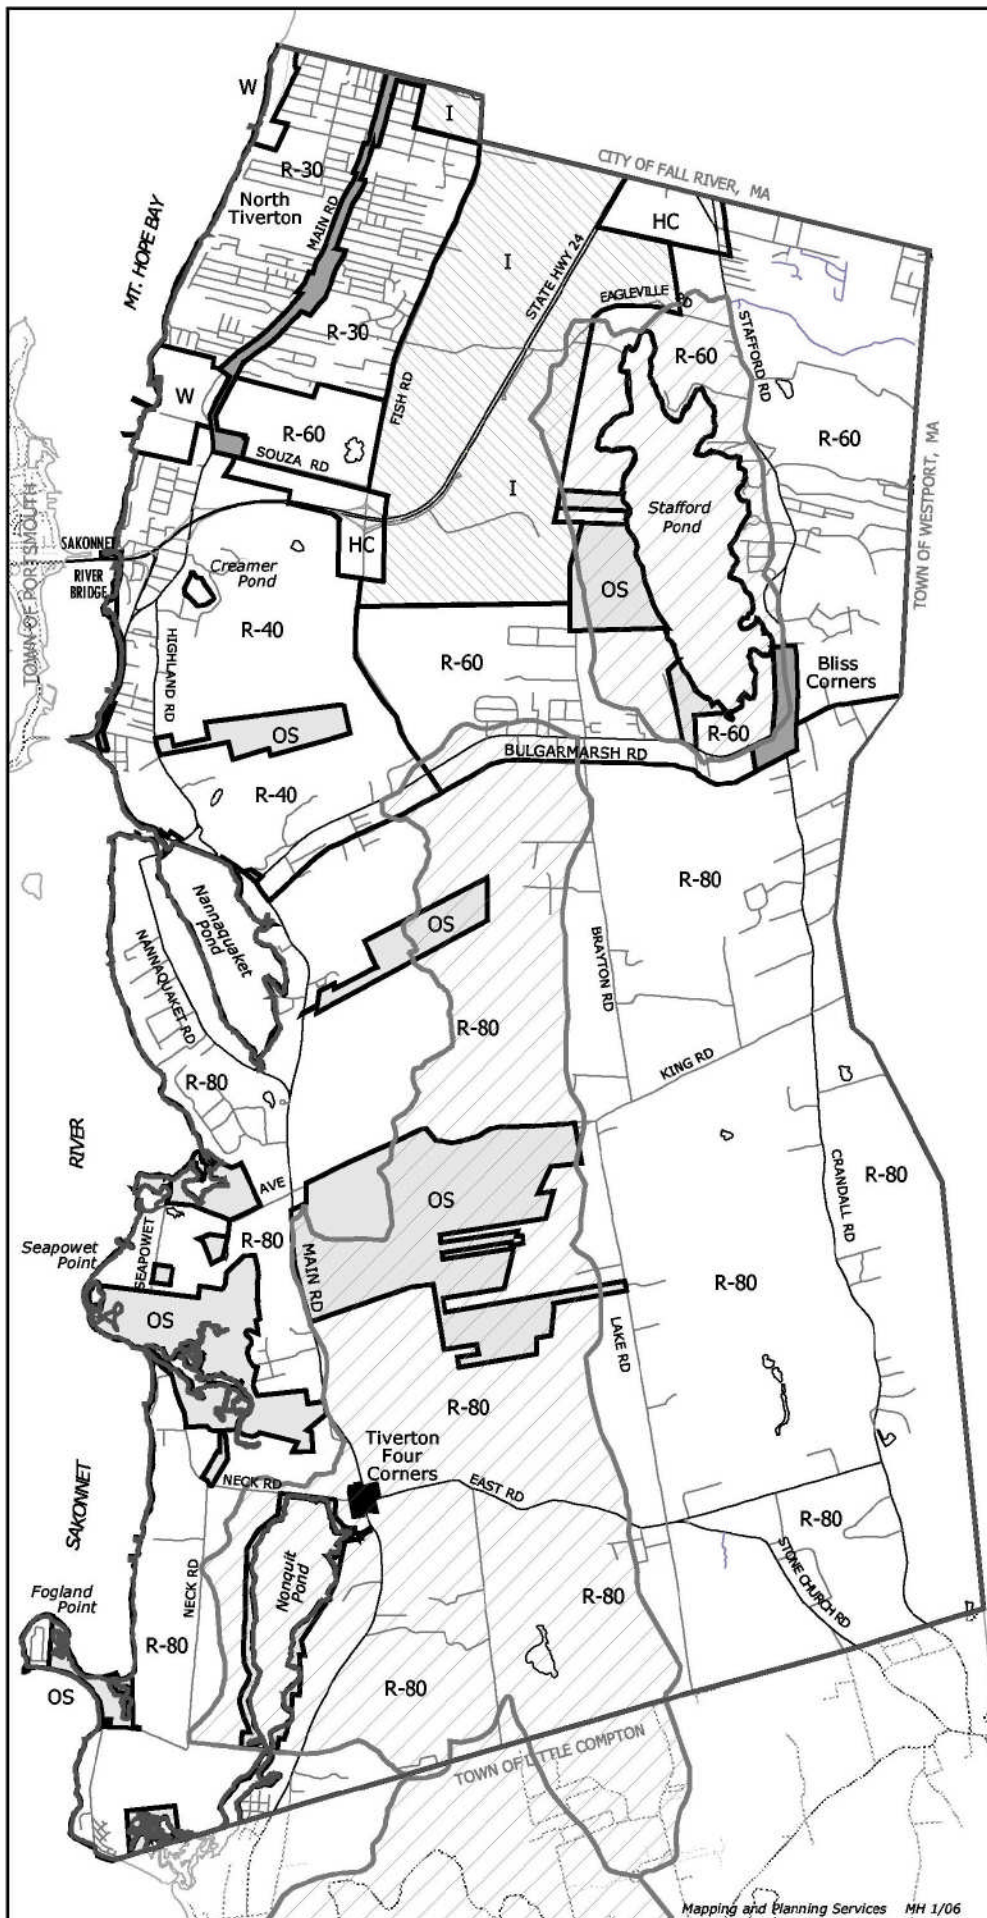 W
I
CITY OF FALL RIVER, MA
R-30
North
Tiverton
MAIN RD
HC
MT. HOPE BAY
I
STATE HWY 24
EAGLEVILLE RD
R-30
R-60
STAFFORD RD
W
FISH RD
R-60
SOUZA RD
R-60
TOWN OF WESTPORT, MA
I
Stafford
Pond
TOWN OF PORTSMOUTH
SAKONNET
RIVER
BRIDGE
HC
Creamer
Pond
OS
R-40
HIGHLAND RD
R-60
Bliss
Corners
OS
R-60
BULGARMARSH RD
R-40
R-80
Nannaquaket
Pond
OS
NANNAQUAKET RD
BRAYTON RD
R-80
KING RD
R-80
RIVER
AVE
OS
CRANDALL RD
R-80
Seapowet
Point
SEAPOWET
R-80
MAIN RD
R-80
OS
LAKE RD
R-80
Tiverton
Four
Corners
NECK RD
EAST RD
SAKONNET
R-80
STONE CHURCH RD
Nonquit
Pond
NECK RD
Fogland
Point
R-80
R-80
OS
R-80
TOWN OF LITTLE COMPTON
Mapping and Planning Services MH 1/06